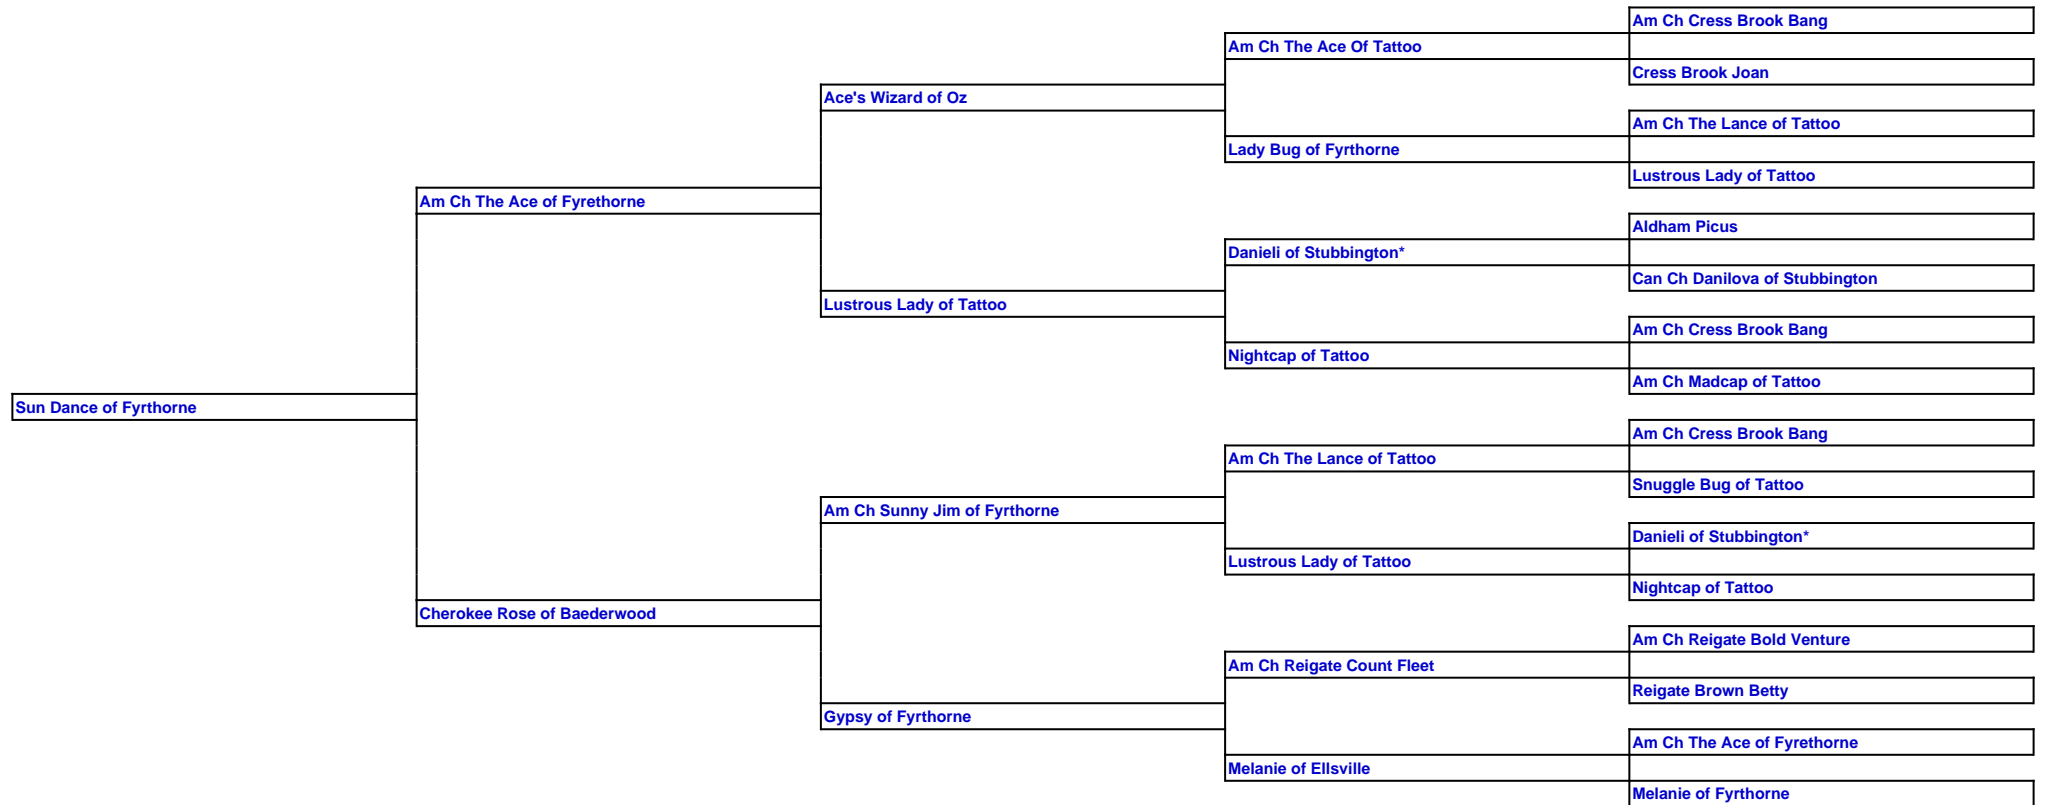 Am Ch Cress Brook Bang
Am Ch The Ace Of Tattoo
Cress Brook Joan
Ace's Wizard of Oz
Am Ch The Lance of Tattoo
Lady Bug of Fyrthorne
Lustrous Lady of Tattoo
Am Ch The Ace of Fyrethorne
Aldham Picus
Danieli of Stubbington*
Can Ch Danilova of Stubbington
Lustrous Lady of Tattoo
Am Ch Cress Brook Bang
Nightcap of Tattoo
Am Ch Madcap of Tattoo
Sun Dance of Fyrthorne
Am Ch Cress Brook Bang
Am Ch The Lance of Tattoo
Snuggle Bug of Tattoo
Am Ch Sunny Jim of Fyrthorne
Danieli of Stubbington*
Lustrous Lady of Tattoo
Nightcap of Tattoo
Cherokee Rose of Baederwood
Am Ch Reigate Bold Venture
Am Ch Reigate Count Fleet
Reigate Brown Betty
Gypsy of Fyrthorne
Am Ch The Ace of Fyrethorne
Melanie of Ellsville
Melanie of Fyrthorne